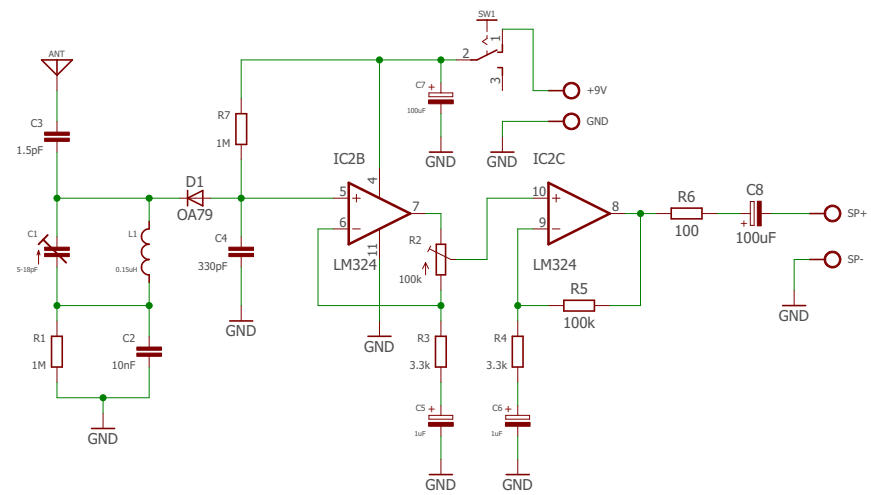 ANT
SW1
1
2
3
+9V
GND
C7
100uF
GND
GND
C3
1.5pF
R7
1M
IC2B
4
5
6
7
11
LM324
D1
OA79
C4
330pF
GND
C1
5-18pF
L1
0.15uH
R2
100k
GND
IC2C
10
9
8
LM324
R6
100
C8
100uF
SP+
SP-
GND
R5
100k
R1
1M
C2
10nF
GND
R3
3.3k
R4
3.3k
C5
1uF
GND
C6
1uF
GND